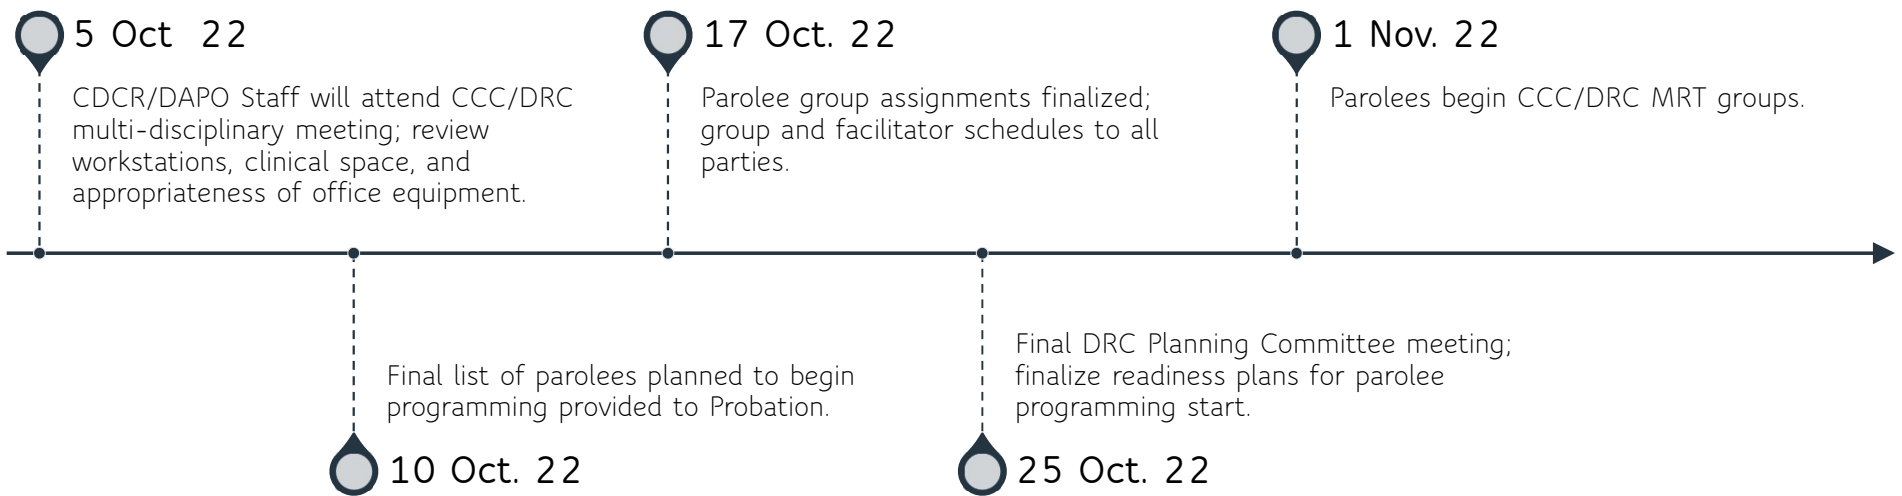 5 Oct  22
CDCR/DAPO Staff will attend CCC/DRC
multi-disciplinary meeting; review
workstations, clinical space, and
appropriateness of office equipment.
10 Oct. 22
Final list of parolees planned to begin
programming provided to Probation.
17 Oct. 22
Parolee group assignments finalized;
group and facilitator schedules to all
parties.
25 Oct. 22
Final DRC Planning Committee meeting;
finalize readiness plans for parolee
programming start.
1 Nov. 22
Parolees begin CCC/DRC MRT groups.